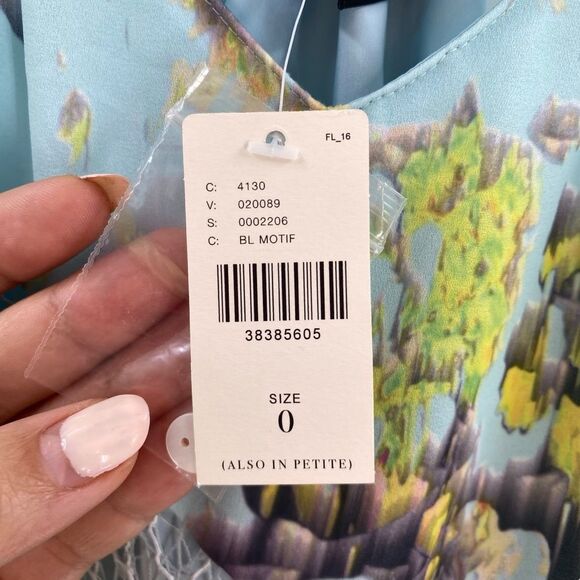 FL_16
C: 4130
V: 020089
S: 0002206
C: BL MOTIF
38385605
SIZE
0
(ALSO IN PETITE)